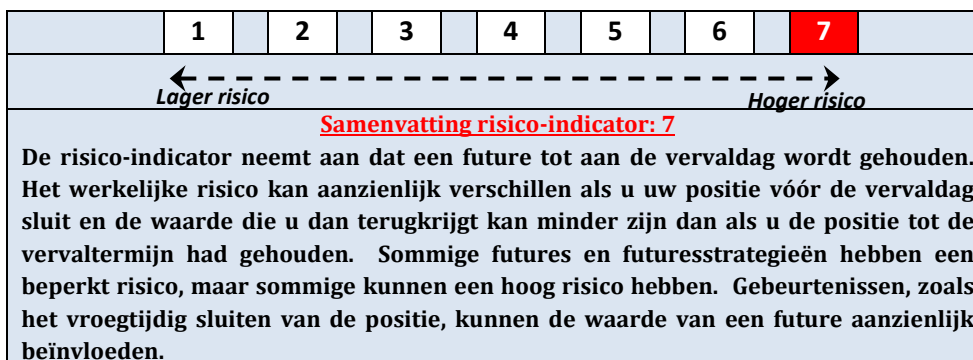 1 2 3 4 5 6 7
Lager risico Hoger risico
Samenvatting risico-indicator: 7
De risico-indicator neemt aan dat een future tot aan de vervaldag wordt gehouden.
Het werkelijke risico kan aanzienlijk verschillen als u uw positie vóór de vervaldag
sluit en de waarde die u dan terugkrijgt kan minder zijn dan als u de positie tot de
vervaltermijn had gehouden. Sommige futures en futuresstrategieën hebben een
beperkt risico, maar sommige kunnen een hoog risico hebben. Gebeurtenissen, zoals
het vroegtijdig sluiten van de positie, kunnen de waarde van een future aanzienlijk
beïnvloeden.